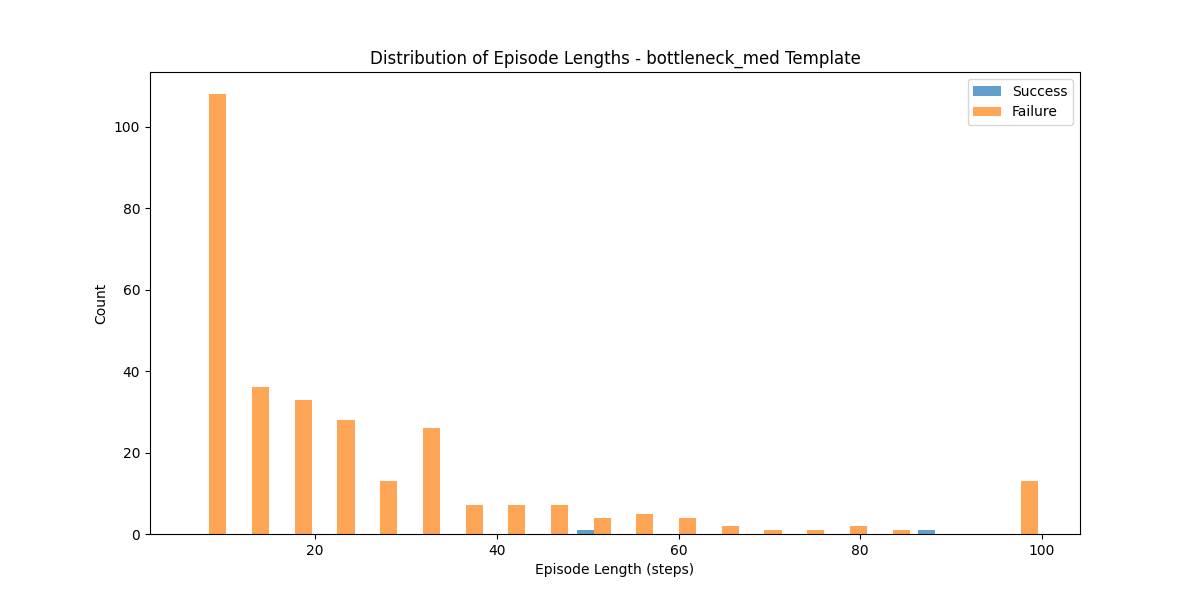 Distribution of Episode Lengths - bottleneck_med Template
Success
Failure
100
80
60
40
20
0
Count
20 40 60 80 100
Episode Length (steps)